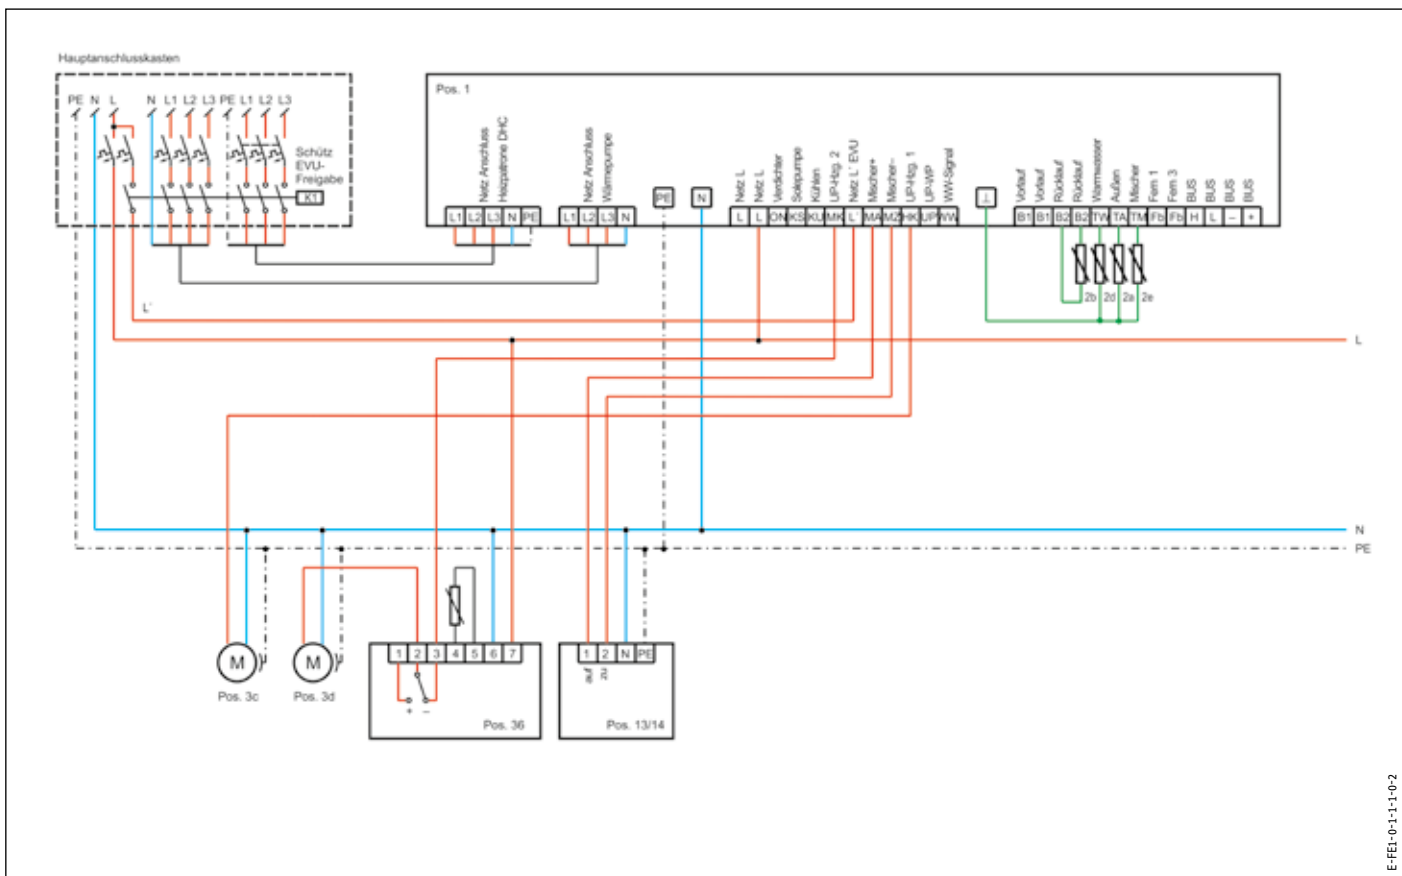 Hauptanschlusskasten
PE N L N L1 L2 L3 PE L1 L2 L3
Schütz
EVU-
Freigabe
K1
L´
Pos. 1
Netz Anschluss
Heizpatrone DHC
L1 L2 L3 N PE
Netz Anschluss
Wärmepumpe
L1 L2 L3 N
PE
N
Netz L
Netz L
Verdichter
Solepumpe
Kühlen
UP-Hzg. 2
Netz L´ EVU
Mischer+
Mischer–
UP-Hzg. 1
UP-WP
WW-Signal
L L ON KS KU MK L´ MA MZ HK UP WW
⊥
Vorlauf
Vorlauf
Rücklauf
Rücklauf
Warmwasser
Außen
Mischer
Fern 1
Fern 3
BUS
BUS
BUS
BUS
B1 B1 B2 B2 TW TA TM Fb Fb H L – +
2b 2d 2a 2e
L
N
PE
M
Pos. 3c
M
Pos. 3d
1 2 3 4 5 6 7
+ –
Pos. 36
1 2 N PE
auf
zu
Pos. 13/14
E-FE1-0-1-1-1-0-2